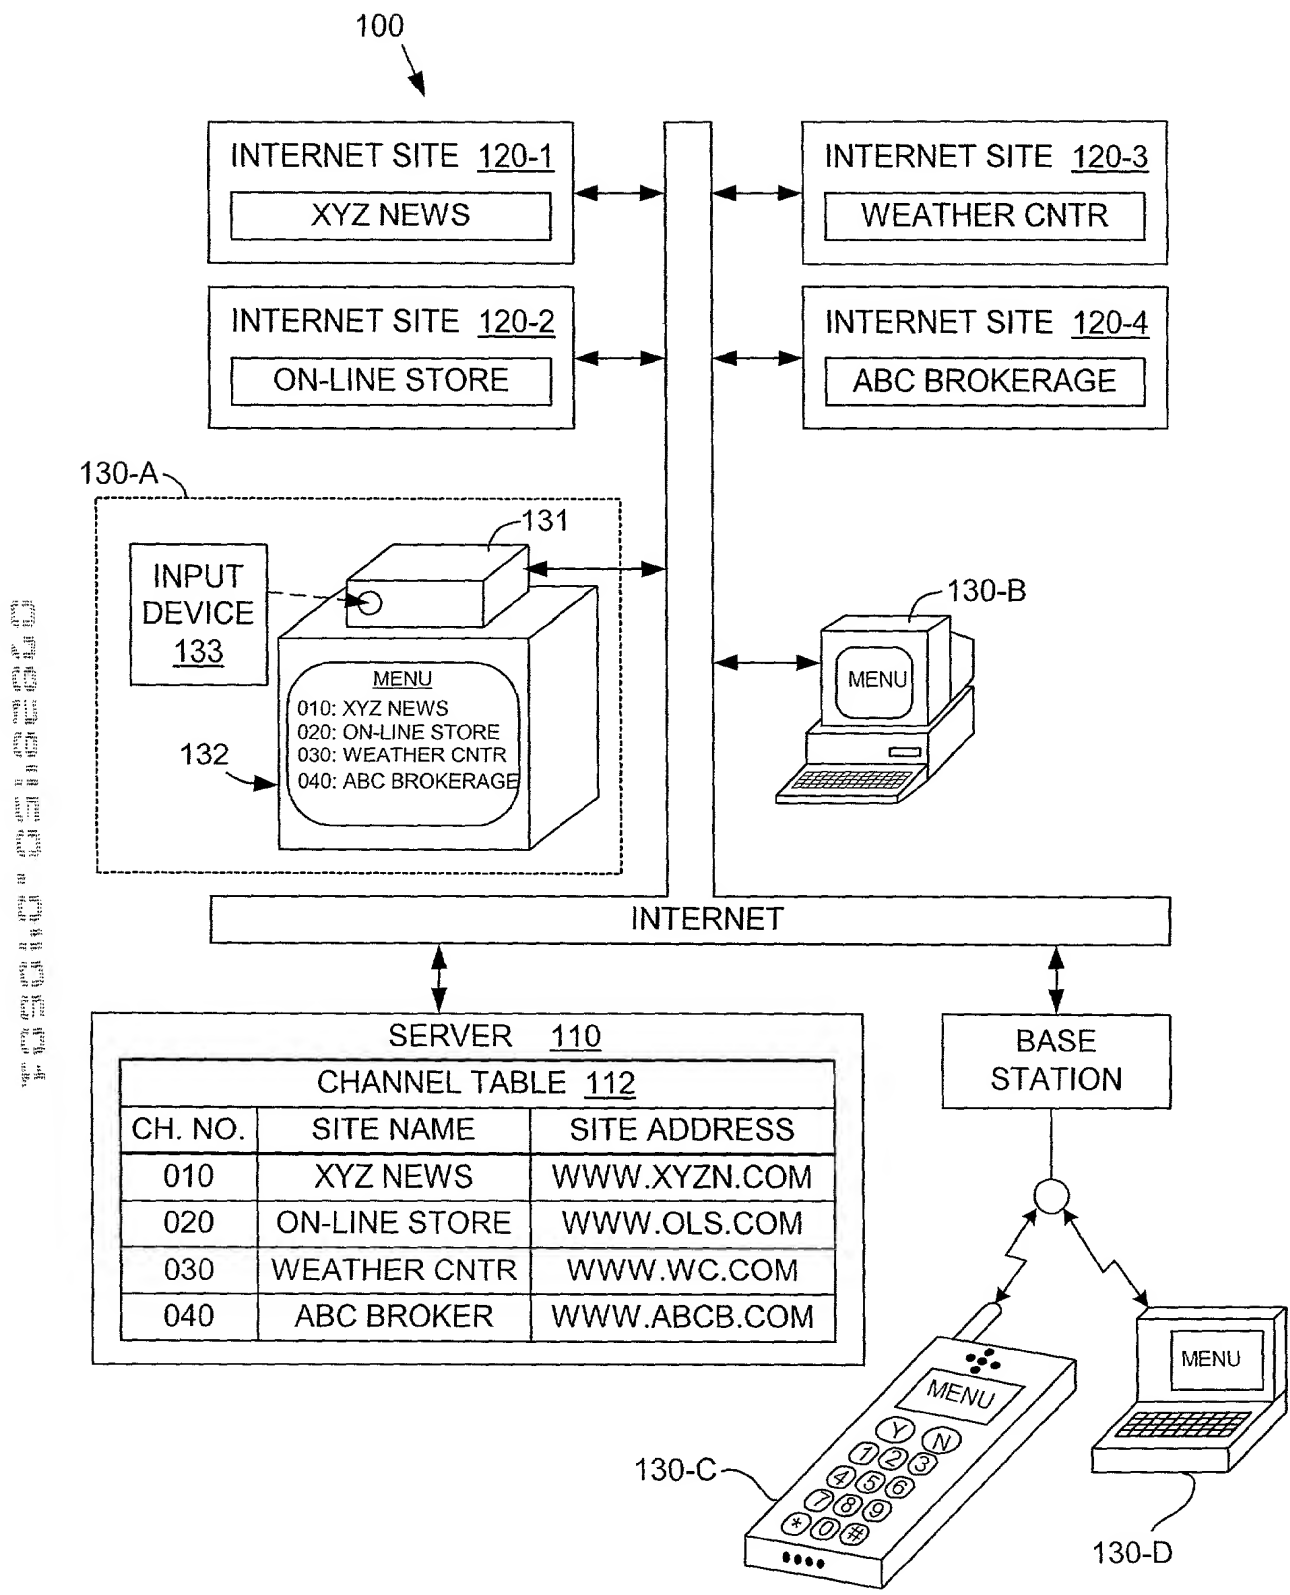 100
INTERNET SITE 120-1
XYZ NEWS
INTERNET SITE 120-3
WEATHER CNTR
INTERNET SITE 120-2
ON-LINE STORE
INTERNET SITE 120-4
ABC BROKERAGE
130-A
131
INPUT
DEVICE
133
MENU
010: XYZ NEWS
020: ON-LINE STORE
030: WEATHER CNTR
040: ABC BROKERAGE
132
130-B
MENU
INTERNET
SERVER 110
CHANNEL TABLE 112
CH. NO. SITE NAME SITE ADDRESS
010 XYZ NEWS WWW.XYZN.COM
020 ON-LINE STORE WWW.OLS.COM
030 WEATHER CNTR WWW.WC.COM
040 ABC BROKER WWW.ABCB.COM
BASE
STATION
MENU
Y N
1 2 3
4 5 6
7 8 9
* 0 #
130-C
MENU
130-D